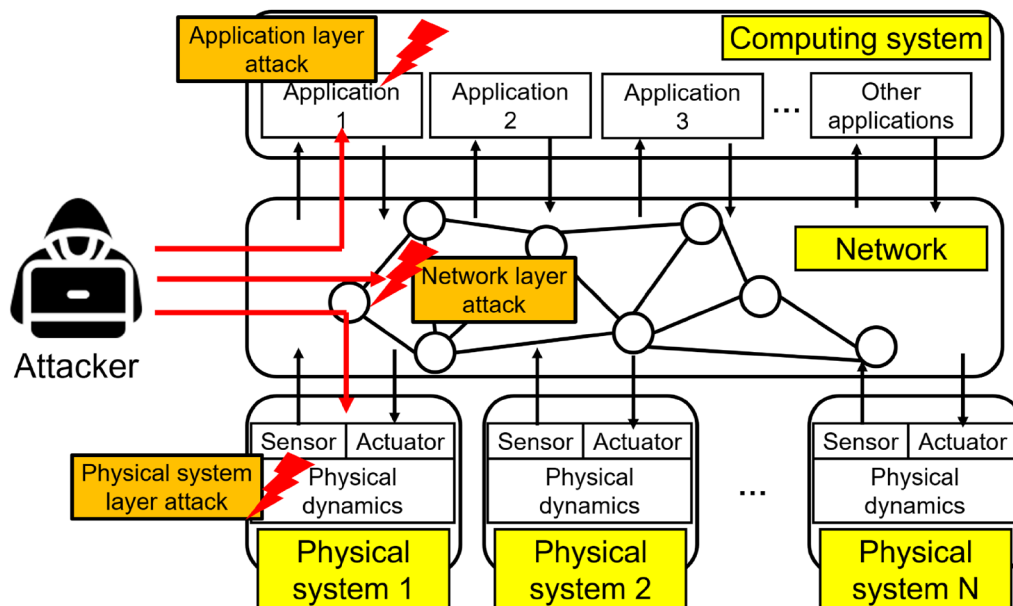 Application layer
attack
Computing system
Application
1
Application
2
Application
3
...
Other
applications
Network
Network layer
attack
Attacker
Sensor
Actuator
Physical
dynamics
Physical system
layer attack
Physical
system 1
Sensor
Actuator
Physical
dynamics
Physical
system 2
...
Sensor
Actuator
Physical
dynamics
Physical
system N